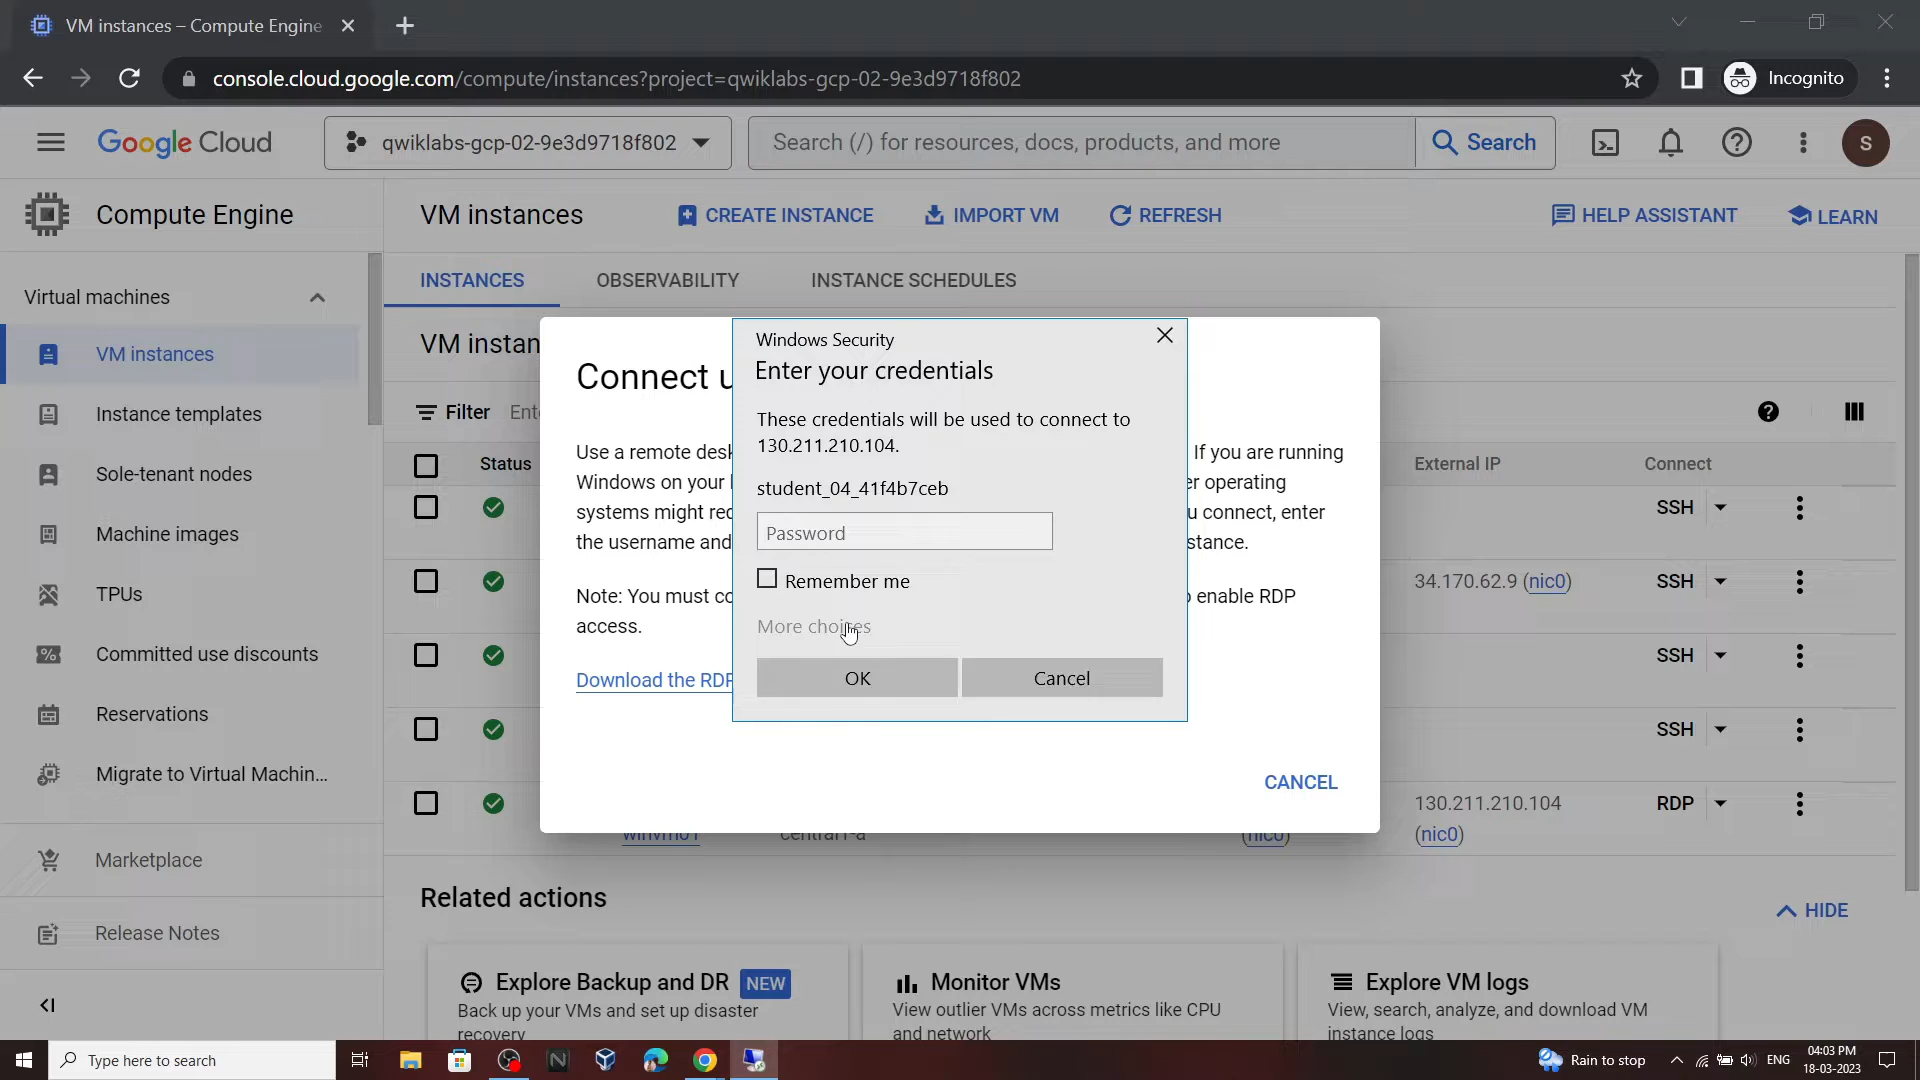 VM instances – Compute Engine
console.cloud.google.com/compute/instances?project=qwiklabs-gcp-02-9e3d9718f802
Incognito
Google Cloud
qwiklabs-gcp-02-9e3d9718f802
Search (/) for resources, docs, products, and more
Search
S
Compute Engine
VM instances
CREATE INSTANCE
IMPORT VM
REFRESH
HELP ASSISTANT
LEARN
Virtual machines
VM instances
Instance templates
Sole-tenant nodes
Machine images
TPUs
Committed use discounts
Reservations
Migrate to Virtual Machin...
Marketplace
Release Notes
INSTANCES
OBSERVABILITY
INSTANCE SCHEDULES
VM instan
Filter
Status
External IP
Connect
SSH
34.170.62.9 (nic0)
SSH
SSH
SSH
130.211.210.104
(nic0)
RDP
winvm01
central1-a
(nic0)
Connect u
Use a remote desk
If you are running
Windows on your
operating
systems might req
u connect, enter
the username and
stance.
Note: You must co
enable RDP
access.
Download the RDP
CANCEL
Windows Security
Enter your credentials
These credentials will be used to connect to
130.211.210.104.
student_04_41f4b7ceb
Password
Remember me
More choices
OK
Cancel
Related actions
HIDE
Explore Backup and DR NEW
Back up your VMs and set up disaster
recovery
Monitor VMs
View outlier VMs across metrics like CPU
and network
Explore VM logs
View, search, analyze, and download VM
instance logs
Type here to search
Rain to stop
ENG
04:03 PM
18-03-2023